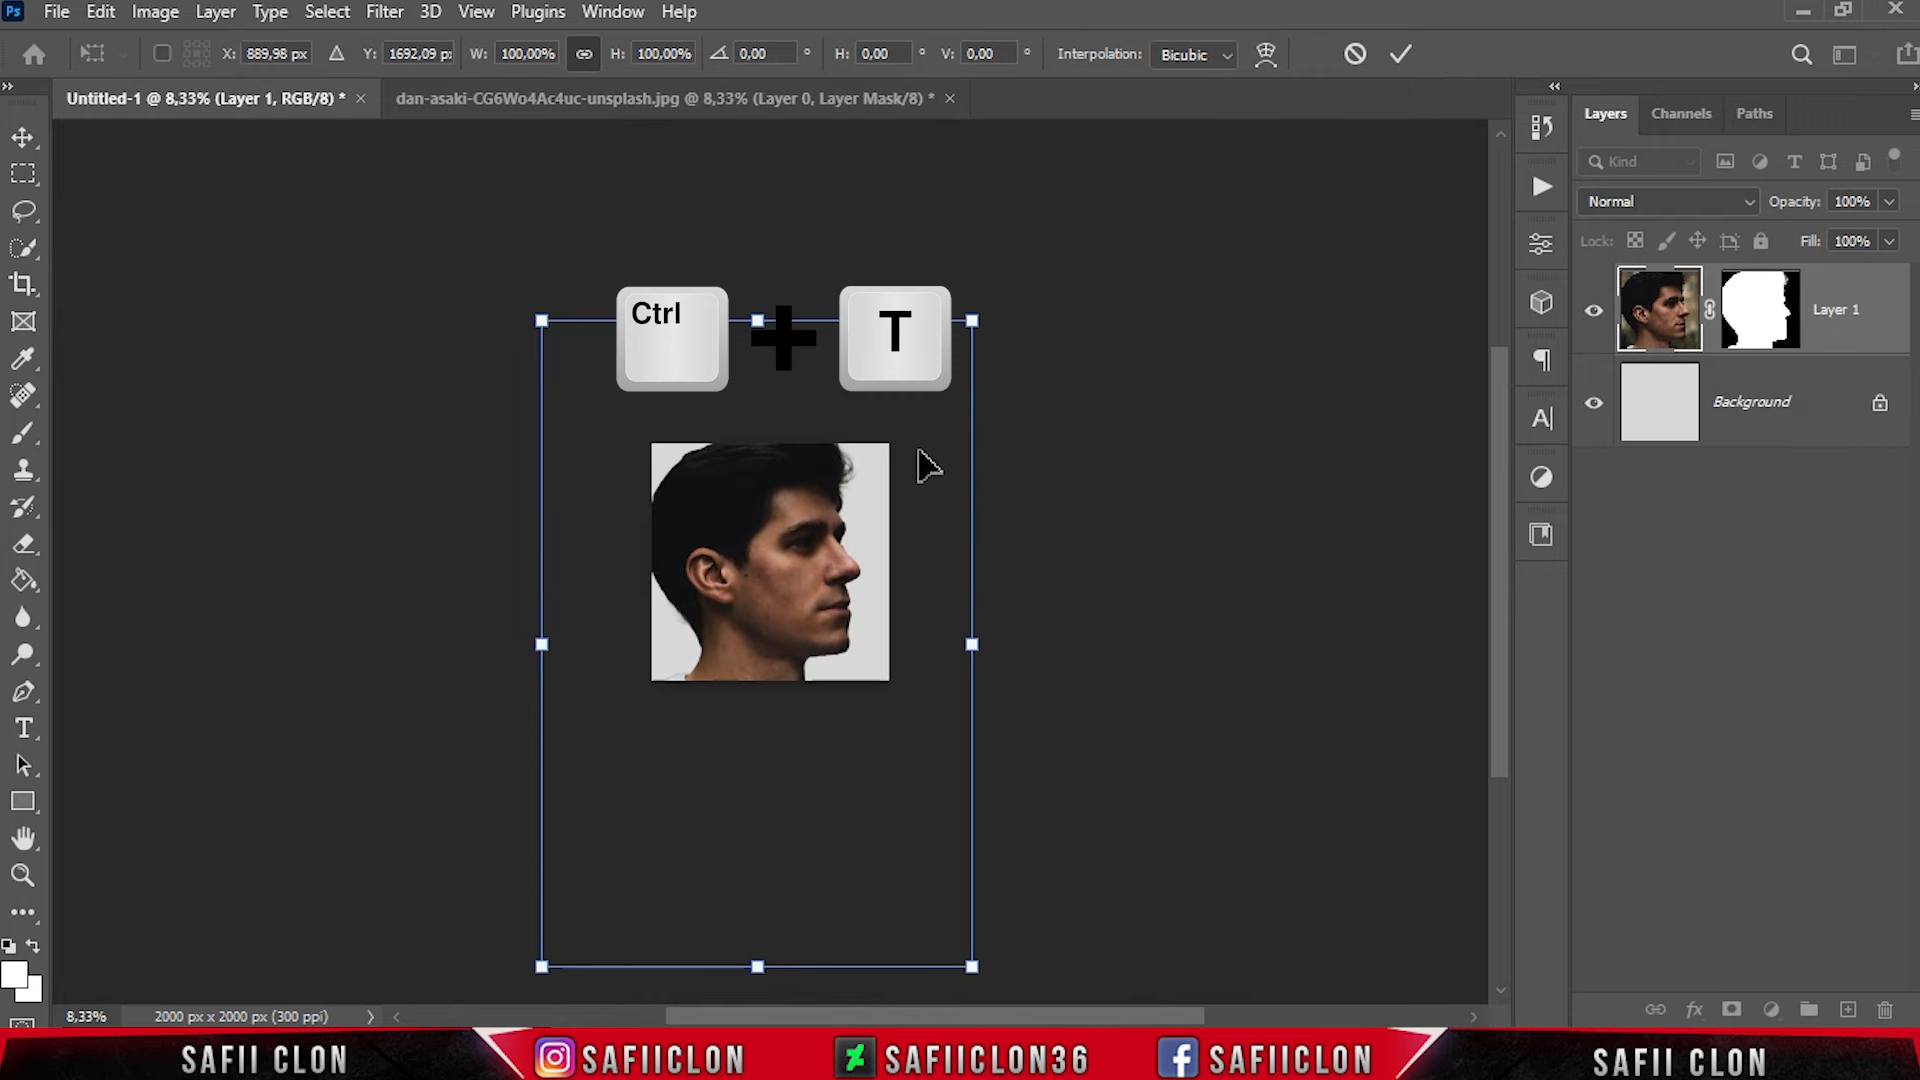 Ps File Edit Image Layer Type Select Filter 3D View Plugins Window Help
X: 889,98 px Y: 1692,09 p: W: 100,00% H: 100,00% 0,00 ° H: 0,00 ° V: 0,00 ° Interpolation: Bicubic
Untitled-1 @ 8,33% (Layer 1, RGB/8) * × dan-asaki-CG6Wo4Ac4uc-unsplash.jpg @ 8,33% (Layer 0, Layer Mask/8) * ×
Layers Channels Paths
Kind
Normal Opacity: 100%
Lock: Fill: 100%
Ctrl + T
Layer 1
Background
8,33% 2000 px x 2000 px (300 ppi)
SAFII CLON SAFIICLON SAFIICLON36 SAFIICLON SAFII CLON